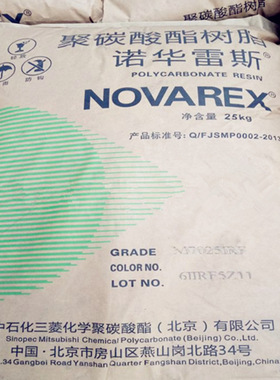 聚碳酸酯树脂
诺华雷斯®
POLYCARBONATE RESIN
NOVAREX®
产品标准号: Q/FJSMP0002-201
净含量 25kg
GRADE M7025IRF
COLOR NO.
LOT NO. 6IIRF5Z11
中石化三菱化学聚碳酸酯（北京）有限公
Sinopec Mitsubishi Chemical Polycarbonate (Beijing) Co., Ltd.
中国·北京市房山区燕山岗北路34号
.34 Gangbei Road Yanshan Quarter Fangshan District, Beijing, China